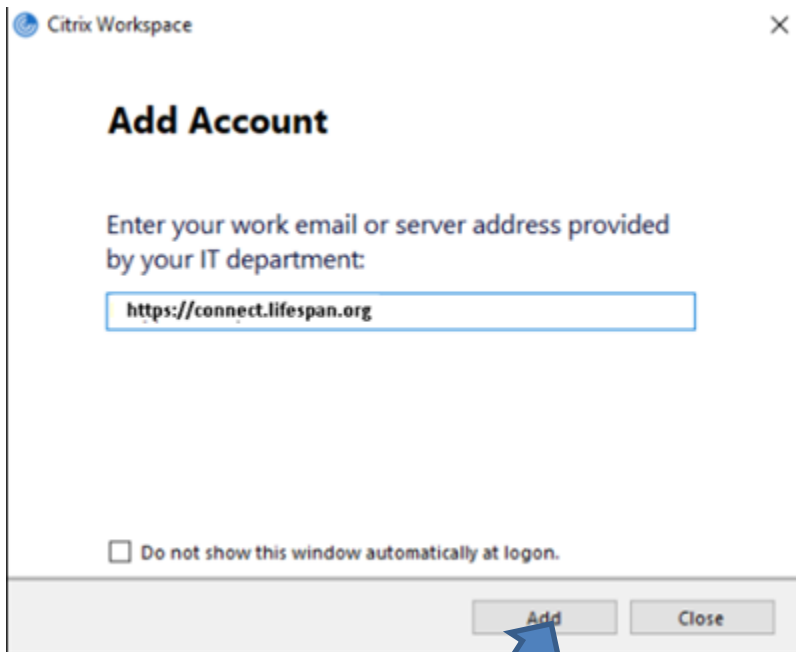 Citrix Workspace
Add Account
Enter your work email or server address provided
by your IT department:
https://connect.lifespan.org
Do not show this window automatically at logon.
Add Close